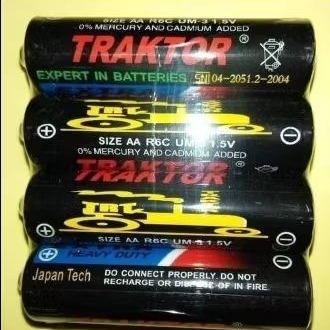 SIZE AA R6C UM-3 1.5V
0% MERCURY AND CADMIUM ADDED
TRAKTOR
EXPERT IN BATTERIES SNI 04-2051.2-2004
TRT
SIZE AA R6C UM-3 1.5V
0% MERCURY AND CADMIUM ADDED
TRAKTOR
TRT
SIZE AA R6C UM-3 1.5V
HEAVY DUTY
Japan Tech
DO CONNECT PROPERLY. DO NOT
RECHARGE OR DISPLAY IN FIRE.